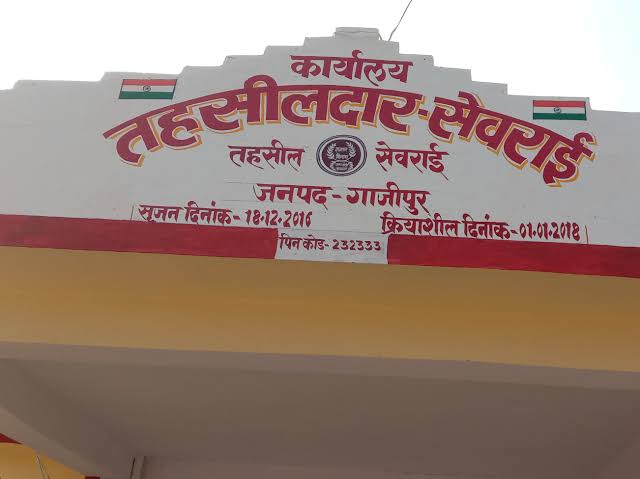 कार्यालय
तहसीलदार-सेवराई
तहसील सेवराई
जनपद-गाजीपुर
सृजन दिनांक-18.12.2016 क्रियाशील दिनांक-01.01.2018
पिन कोड-232333